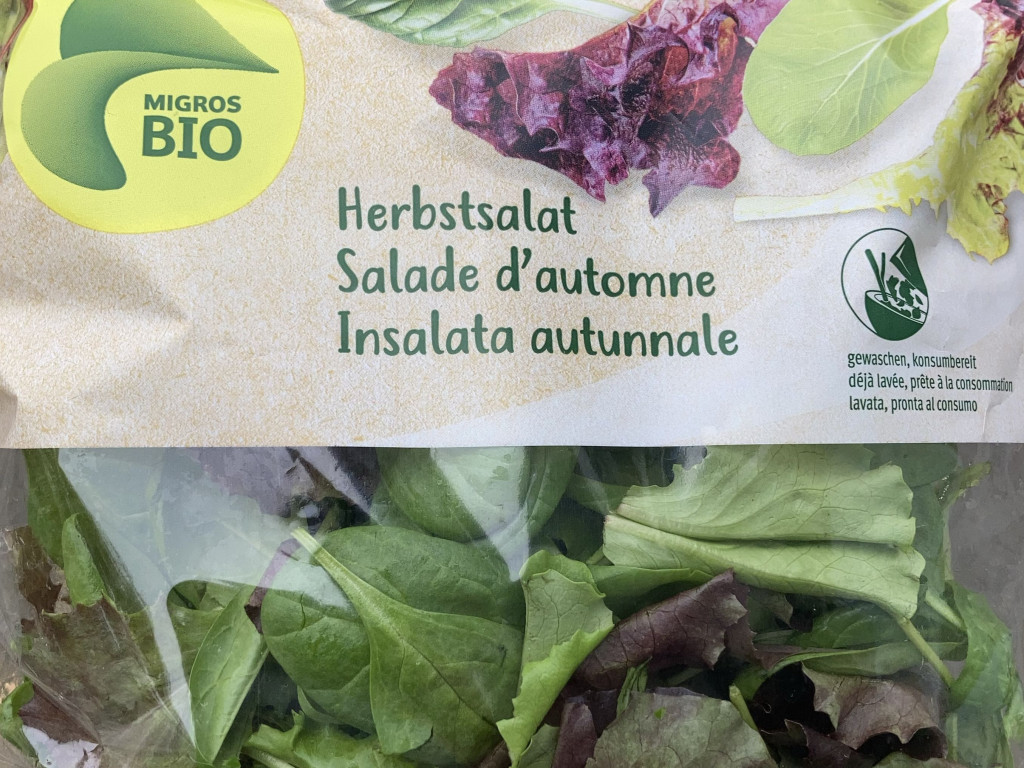 MIGROS
BIO
Herbstsalat
Salade d'automne
Insalata autunnale
gewaschen, konsumbereit
déjà lavée, prête à la consommation
lavata, pronta al consumo